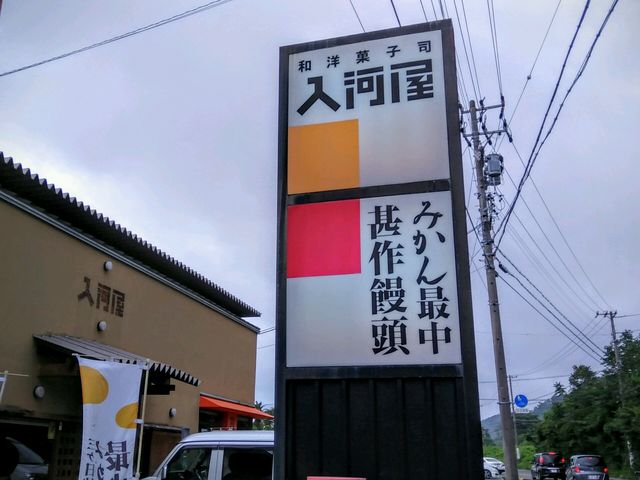 和洋菓子司
入河屋
みかん最中
甚作饅頭
入河屋